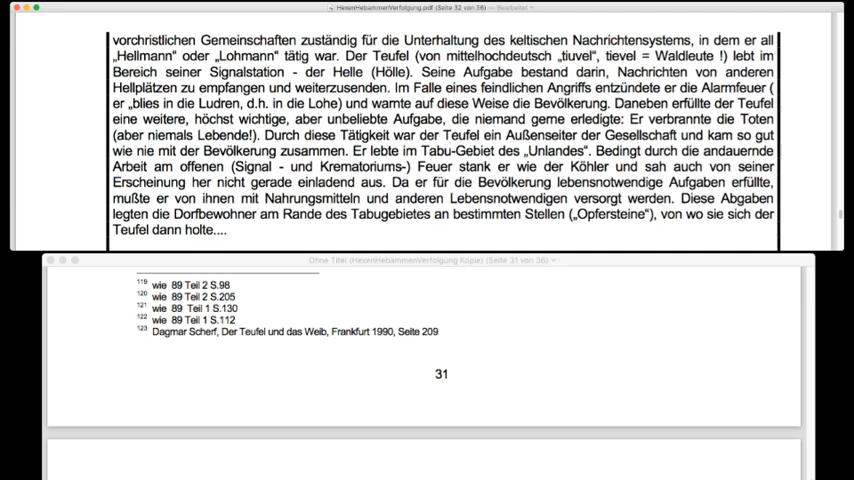 HexenHebammenVerfolgung.pdf (Seite 32 von 36) — Bearbeitet
vorchristlichen Gemeinschaften zuständig für die Unterhaltung des keltischen Nachrichtensystems, in dem er all
„Hellmann“ oder „Lohmann“ tätig war. Der Teufel (von mittelhochdeutsch „tiuvel“, tievel = Waldleute !) lebt im
Bereich seiner Signalstation - der Helle (Hölle). Seine Aufgabe bestand darin, Nachrichten von anderen
Hellplätzen zu empfangen und weiterzusenden. Im Falle eines feindlichen Angriffs entzündete er die Alarmfeuer (
er „blies in die Ludren, d.h. in die Lohe) und warnte auf diese Weise die Bevölkerung. Daneben erfüllte der Teufel
eine weitere, höchst wichtige, aber unbeliebte Aufgabe, die niemand gerne erledigte: Er verbrannte die Toten
(aber niemals Lebende!). Durch diese Tätigkeit war der Teufel ein Außenseiter der Gesellschaft und kam so gut
wie nie mit der Bevölkerung zusammen. Er lebte im Tabu-Gebiet des „Unlandes“. Bedingt durch die andauernde
Arbeit am offenen (Signal - und Krematoriums-) Feuer stank er wie der Köhler und sah auch von seiner
Erscheinung her nicht gerade einladend aus. Da er für die Bevölkerung lebensnotwendige Aufgaben erfüllte,
mußte er von ihnen mit Nahrungsmitteln und anderen Lebensnotwendigen versorgt werden. Diese Abgaben
legten die Dorfbewohner am Rande des Tabugebietes an bestimmten Stellen („Opfersteine“), von wo sie sich der
Teufel dann holte....
Ohne Titel (HexenHebammenVerfolgung Kopie) (Seite 31 von 36)
119 wie 89 Teil 2 S.98
120 wie 89 Teil 2 S.205
121 wie 89 Teil 1 S.130
122 wie 89 Teil 1 S.112
123 Dagmar Scherf, Der Teufel und das Weib, Frankfurt 1990, Seite 209
31